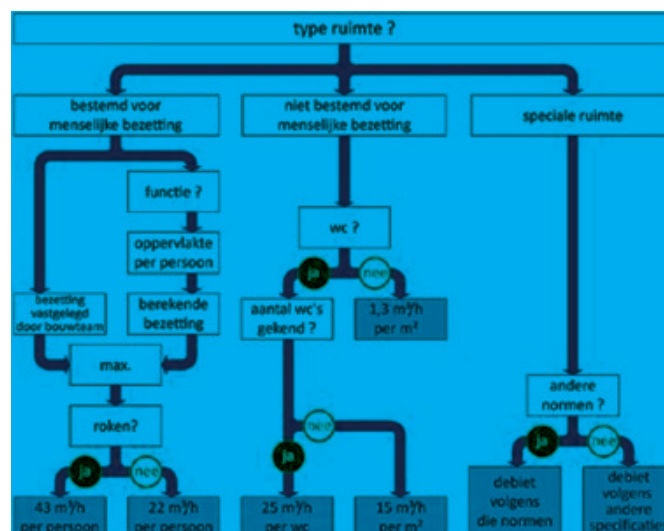 type ruimte ?
bestemd voor
menselijke bezetting
niet bestemd voor
menselijke bezetting
speciale ruimte
functie ?
wc ?
oppervlakte
per persoon
ja
nee
bezetting
vastgelegd
door bouwteam
berekende
bezetting
aantal wc's
gekend ?
1,3 m³/h
per m²
max.
andere
normen ?
roken?
nee
ja
nee
ja
nee
ja
43 m³/h
per persoon
22 m³/h
per persoon
25 m³/h
per wc
15 m³/h
per m²
debiet
volgens
die normen
debiet
volgens
andere
specificatie